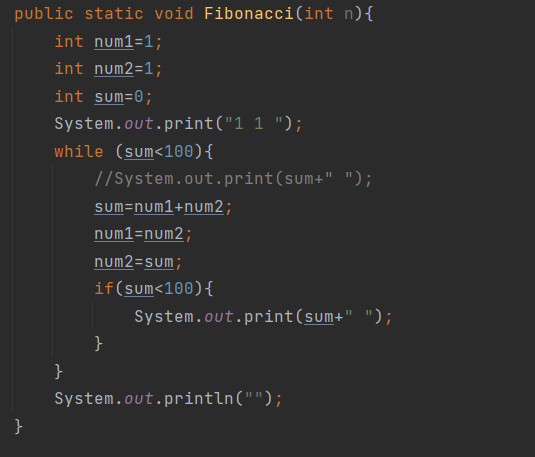 public static void Fibonacci(int n){
int num1=1;
int num2=1;
int sum=0;
System.out.print("1 1 ");
while (sum<100){
//System.out.print(sum+" ");
sum=num1+num2;
num1=num2;
num2=sum;
if(sum<100){
System.out.print(sum+" ");
}
}
System.out.println("");
}